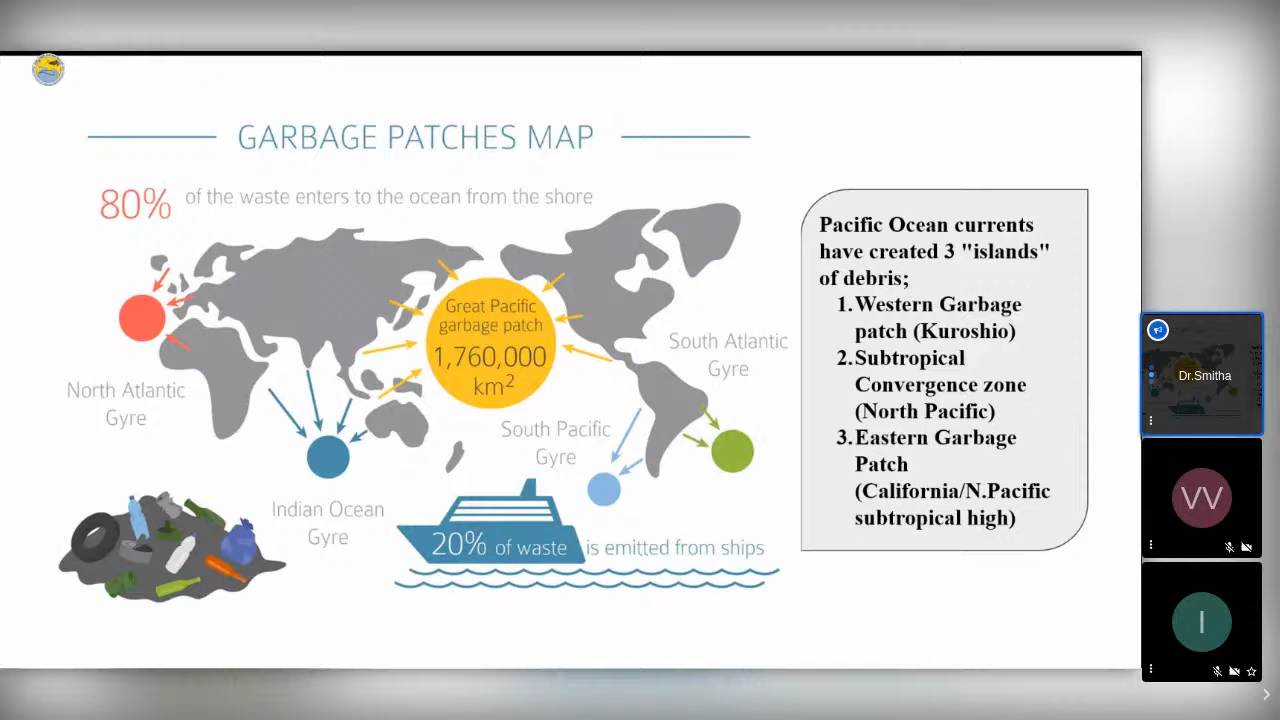 GARBAGE PATCHES MAP
80% of the waste enters to the ocean from the shore
Great Pacific
garbage patch
1,760,000
km²
South Atlantic
Gyre
North Atlantic
Gyre
South Pacific
Gyre
Indian Ocean
Gyre
20% of waste is emitted from ships
Pacific Ocean currents
have created 3 "islands"
of debris;
1.Western Garbage
patch (Kuroshio)
2.Subtropical
Convergence zone
(North Pacific)
3.Eastern Garbage
Patch
(California/N.Pacific
subtropical high)
Dr.Smitha
VV
I